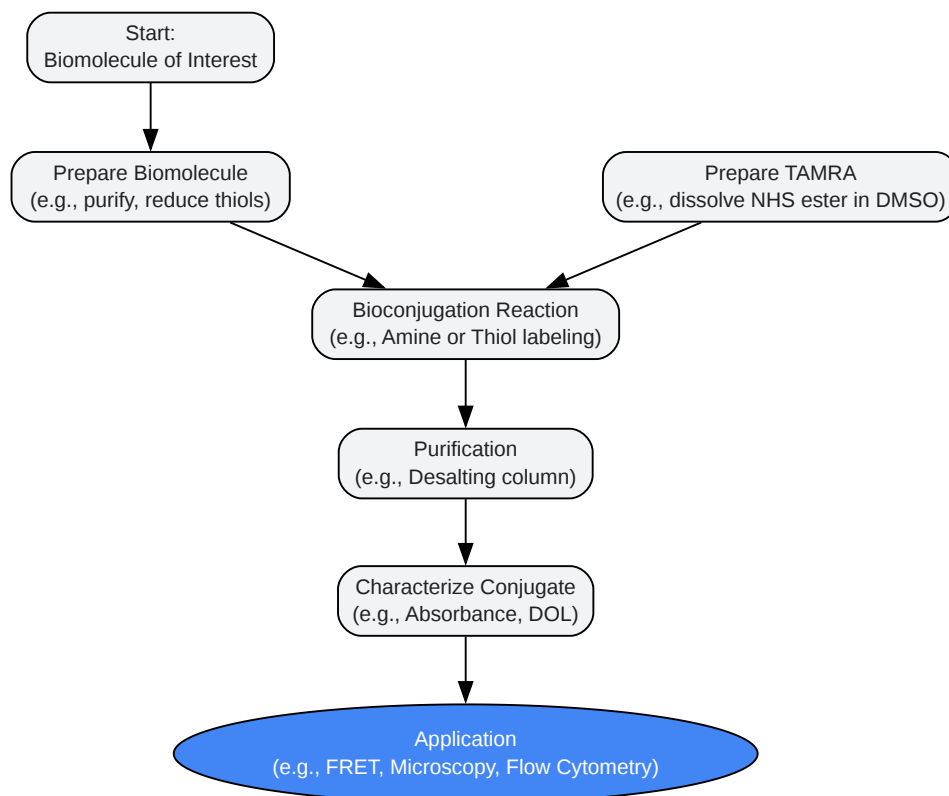 Start:
Biomolecule of Interest
Prepare Biomolecule
(e.g., purify, reduce thiols)
Prepare TAMRA
(e.g., dissolve NHS ester in DMSO)
Bioconjugation Reaction
(e.g., Amine or Thiol labeling)
Purification
(e.g., Desalting column)
Characterize Conjugate
(e.g., Absorbance, DOL)
Application
(e.g., FRET, Microscopy, Flow Cytometry)